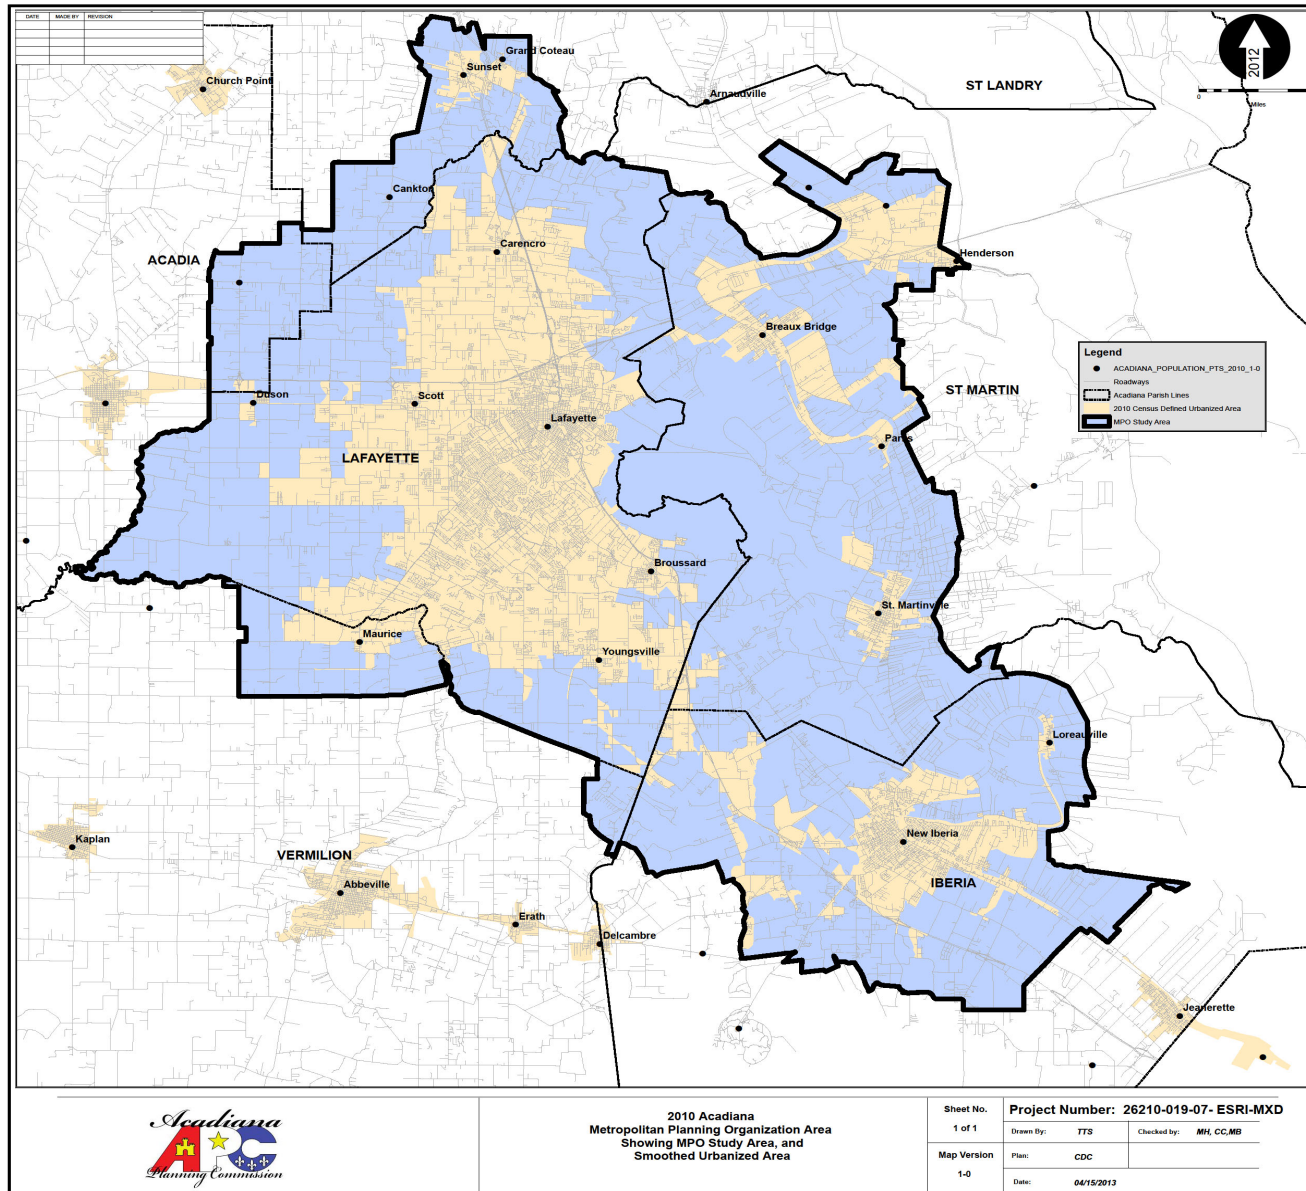 DATE MADE BY REVISION
Grand Coteau
Sunset
Church Point
Arnaudville
ST LANDRY
2012
0
Miles
Cankton
Carencro
Henderson
ACADIA
Breaux Bridge
Legend
ACADIANA_POPULATION_PTS_2010_1-0
Roadways
Acadiana Parish Lines
2010 Census Defined Urbanized Area
MPO Study Area
ST MARTIN
Duson
Scott
Lafayette
Parks
LAFAYETTE
Broussard
St. Martinville
Maurice
Youngsville
Loreauville
Kaplan
New Iberia
VERMILION
Abbeville
IBERIA
Erath
Delcambre
Jeanerette
Acadiana
APC
Planning Commission
2010 Acadiana
Metropolitan Planning Organization Area
Showing MPO Study Area, and
Smoothed Urbanized Area
Sheet No.
1 of 1
Map Version
1-0
Project Number: 26210-019-07- ESRI-MXD
Drawn By: TTS Checked by: MH, CC,MB
Plan: CDC
Date: 04/15/2013